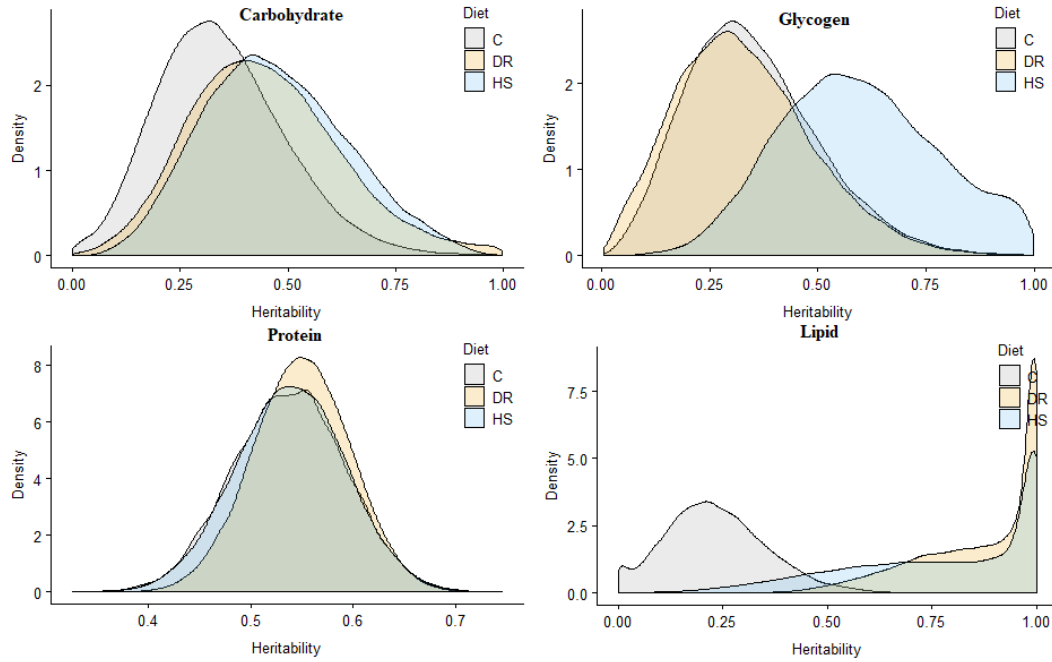 Carbohydrate
Diet
C
DR
HS
Density
2
1
0
0.00 0.25 0.50 0.75 1.00
Heritability
Glycogen
Diet
C
DR
HS
Density
2
1
0
0.00 0.25 0.50 0.75 1.00
Heritability
Protein
Diet
C
DR
HS
Density
8
6
4
2
0
0.4 0.5 0.6 0.7
Heritability
Lipid
Diet
C
DR
HS
Density
7.5
5.0
2.5
0.0
0.00 0.25 0.50 0.75 1.00
Heritability